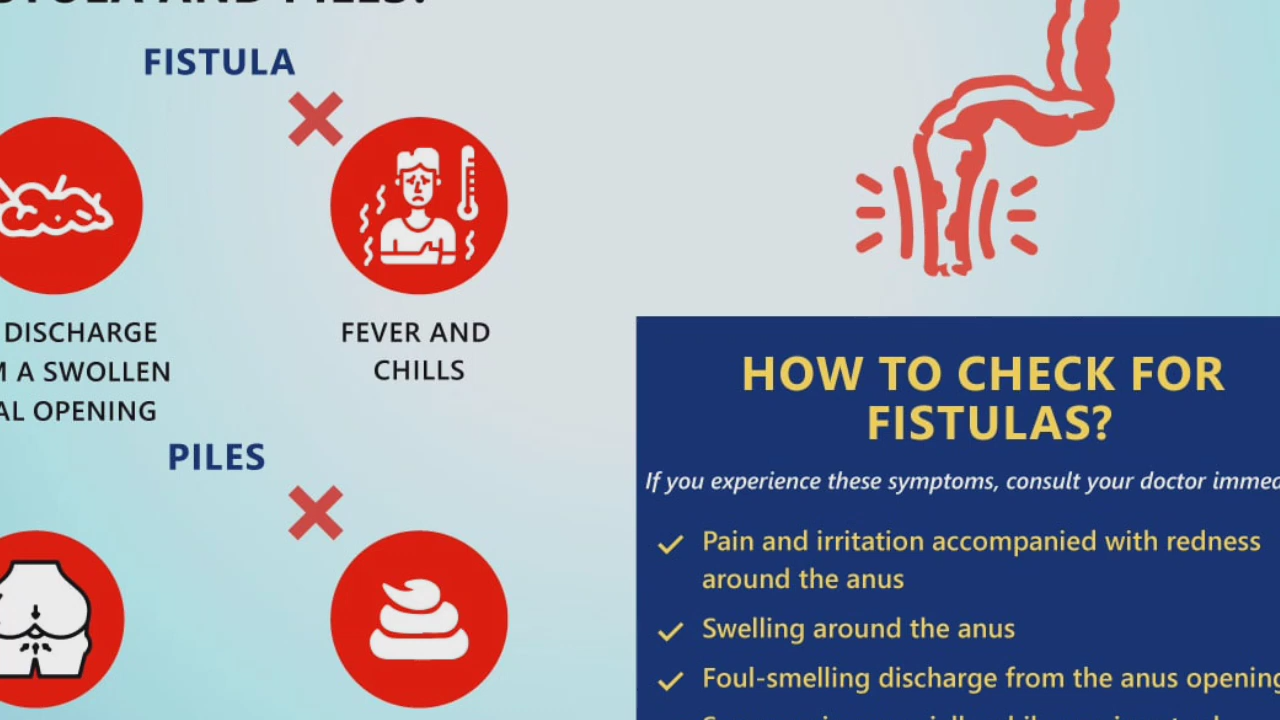 AND PILES?
FISTULA
DISCHARGE
A SWOLLEN
OPENING
FEVER AND
CHILLS
PILES
HOW TO CHECK FOR
FISTULAS?
If you experience these symptoms, consult your doctor
Pain and irritation accompanied with redness
around the anus
Swelling around the anus
Foul-smelling discharge from the anus opening